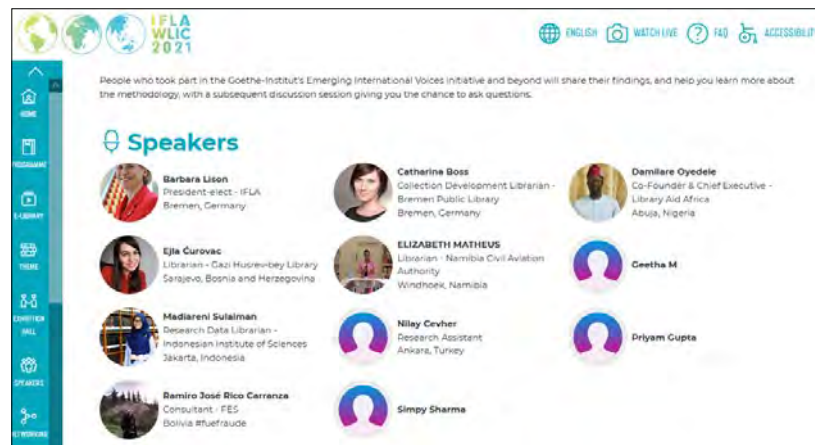 IFLA
WLIC
2021
ENGLISH
WATCH LIVE
FAQ
ACCESSIBILITY
HOME
PROGRAMME
E-LIBRARY
THEME
EXHIBITION
HALL
SPEAKERS
NETWORKING
People who took part in the Goethe-Institut's Emerging International Voices Initiative and beyond will share their findings, and help you learn more about
the methodology, with a subsequent discussion session giving you the chance to ask questions.
Speakers
Barbara Lison
President-elect - IFLA
Bremen, Germany
Catharina Boss
Collection Development Librarian -
Bremen Public Library
Bremen, Germany
Damilare Oyedele
Co-Founder & Chief Executive -
Library Aid Africa
Abuja, Nigeria
Ejla Ćurovac
Librarian - Gazi Husrev-bey Library
Sarajevo, Bosnia and Herzegovina
ELIZABETH MATHEUS
Librarian - Namibia Civil Aviation
Authority
Windhoek, Namibia
Geetha M
Madiareni Sulaiman
Research Data Librarian -
Indonesian Institute of Sciences
Jakarta, Indonesia
Nilay Cevher
Research Assistant
Ankara, Turkey
Priyam Gupta
Ramiro José Rico Carranza
Consultant - FES
Bolivia #fuefraude
Simpy Sharma